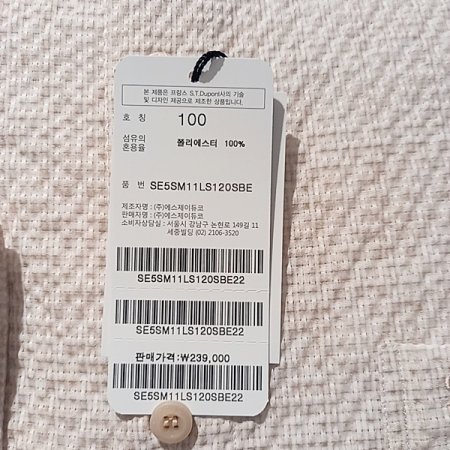 본 제품은 프랑스 S.T.Dupont사의 기술
및 디자인 제공으로 제조한 상품입니다.
호 칭 100
섬유의
혼용율 폴리에스터 100%
품 번 SE5SM11LS120SBE
제조자명 : (주)에스제이듀코
판매자명 : (주)에스제이듀코
소비자상담실 : 서울시 강남구 논현로 149길 11
세중빌딩 (02) 2106-3520
SE5SM11LS120SBE22
SE5SM11LS120SBE22
판매가격:₩239,000
SE5SM11LS120SBE22